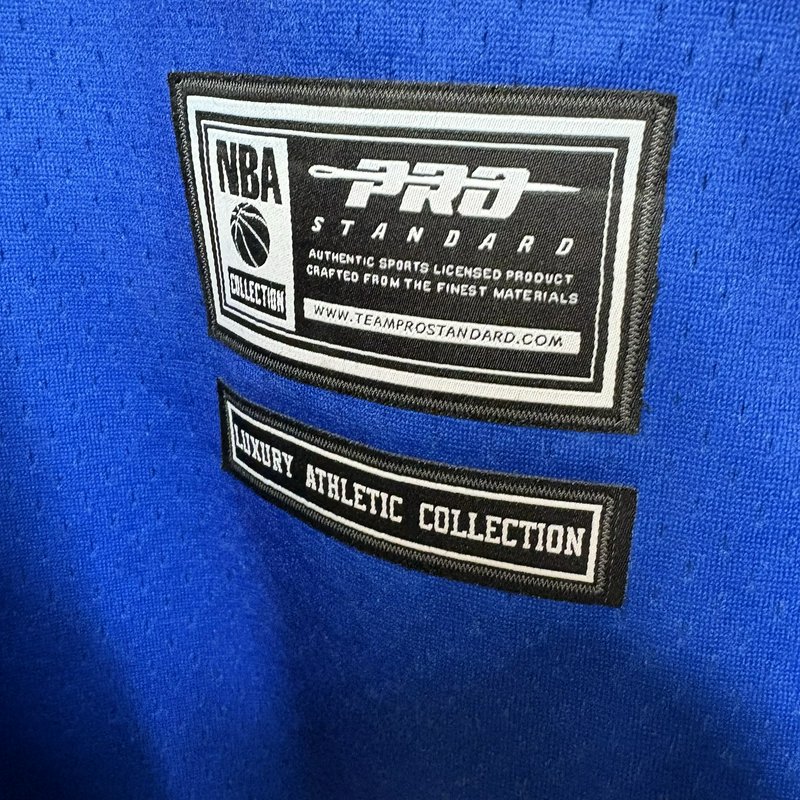 NBA
COLLECTION
PRO
STANDARD
AUTHENTIC SPORTS LICENSED PRODUCT
CRAFTED FROM THE FINEST MATERIALS
WWW.TEAMPROSTANDARD.COM
LUXURY ATHLETIC COLLECTION